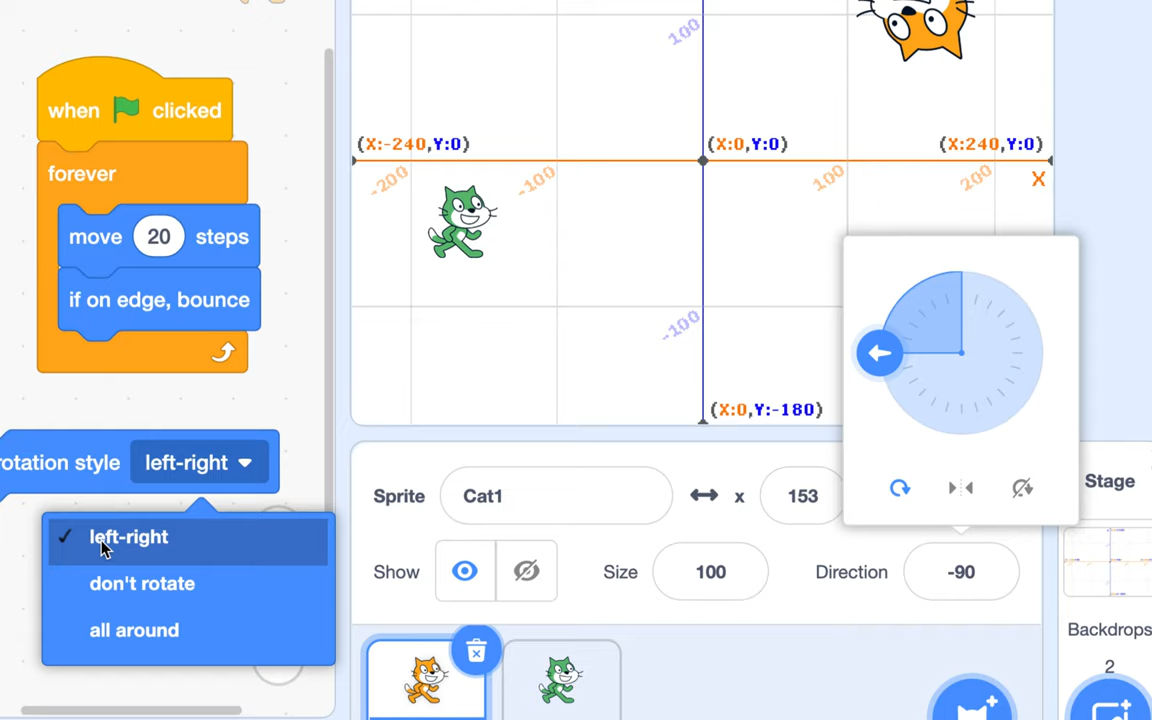 when clicked
forever
move 20 steps
if on edge, bounce
rotation style left-right
✓ left-right
don't rotate
all around
100
(X:-240,Y:0)
(X:0,Y:0)
(X:240,Y:0)
-200
-100
100
200
X
-100
(X:0,Y:-180)
Sprite Cat1 x 153
Show Size 100 Direction -90
Stage
Backdrops
2